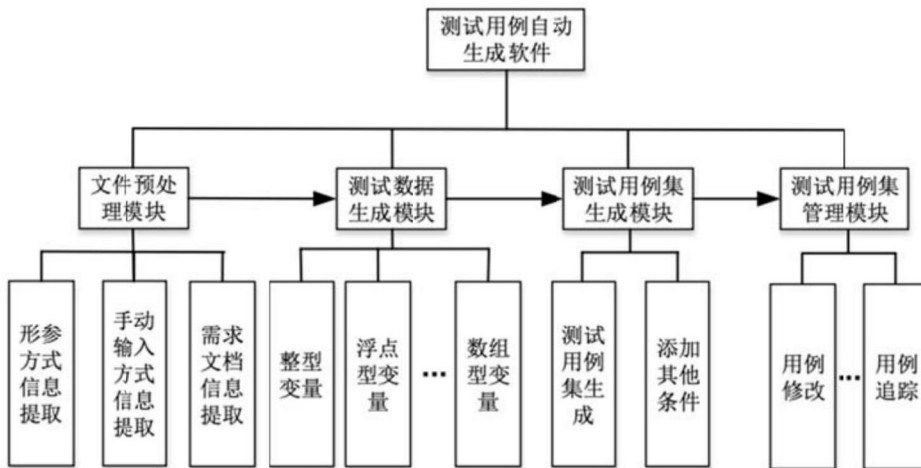 测试用例自动
生成软件
文件预处
理模块
测试数据
生成模块
测试用例集
生成模块
测试用例集
管理模块
形参
方式
信息
提取
手动
输入
方式
信息
提取
需求
文档
信息
提取
整型
变量
浮点
型变
量
...
数组
型变
量
测试
用例
集生
成
添加
其他
条件
用例
修改
...
用例
追踪